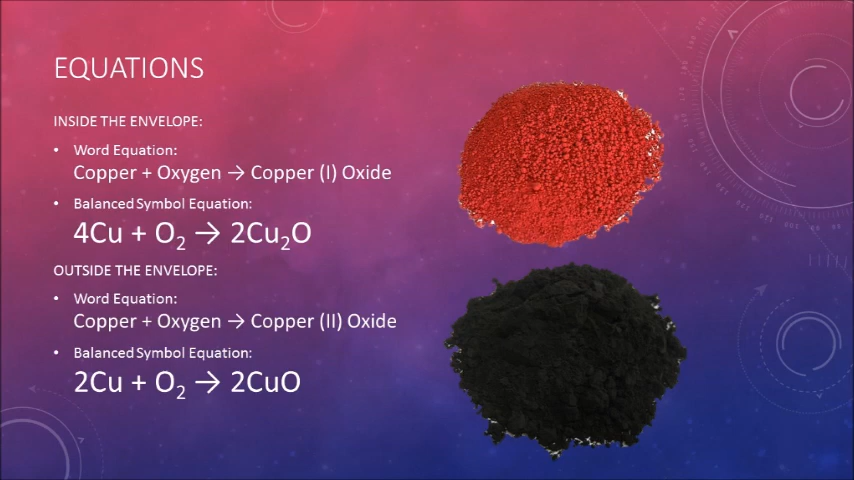 EQUATIONS
INSIDE THE ENVELOPE:
• Word Equation:
Copper + Oxygen → Copper (I) Oxide
• Balanced Symbol Equation:
4Cu + O₂ → 2Cu₂O
OUTSIDE THE ENVELOPE:
• Word Equation:
Copper + Oxygen → Copper (II) Oxide
• Balanced Symbol Equation:
2Cu + O₂ → 2CuO